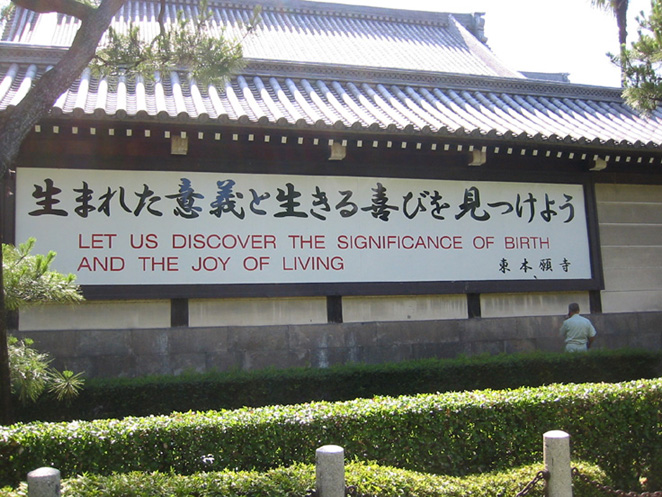 生まれた意義と生きる喜びを見つけよう
LET US DISCOVER THE SIGNIFICANCE OF BIRTH
AND THE JOY OF LIVING
東本願寺